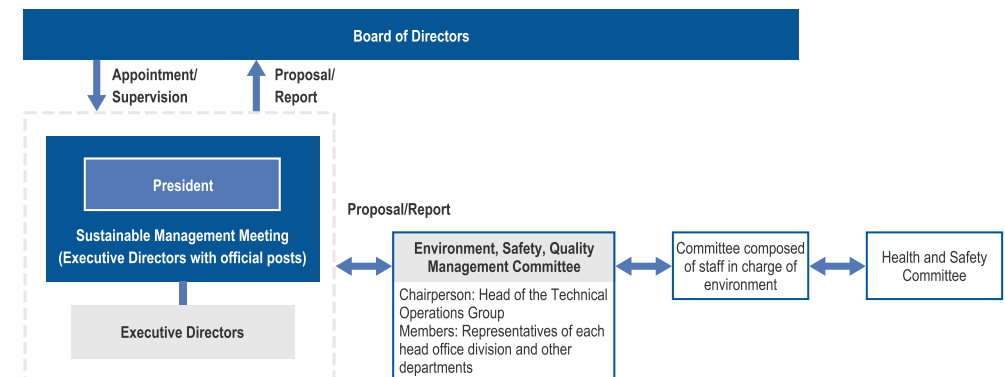 Board of Directors
Appointment/
Supervision
Proposal/
Report
President
Sustainable Management Meeting
(Executive Directors with official posts)
Executive Directors
Proposal/Report
Environment, Safety, Quality
Management Committee
Chairperson: Head of the Technical
Operations Group
Members: Representatives of each
head office division and other
departments
Committee composed
of staff in charge of
environment
Health and Safety
Committee